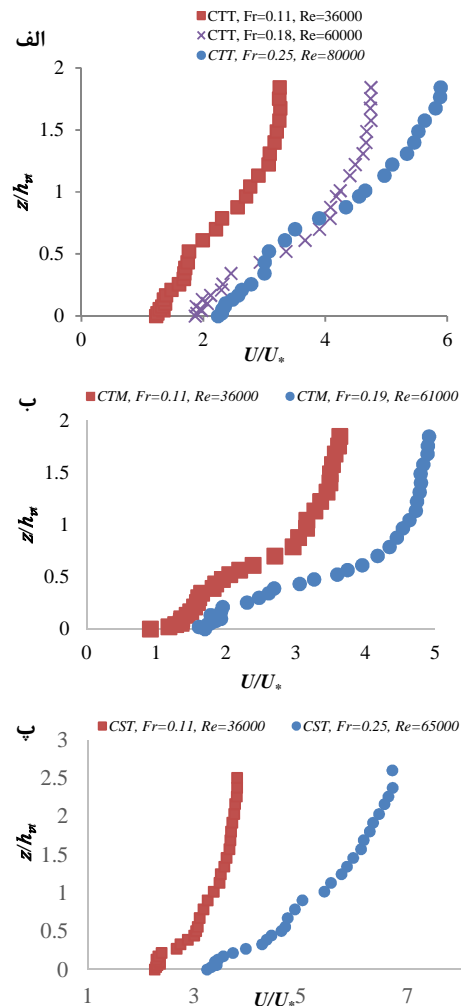 CTT, Fr=0.11, Re=36000
CTT, Fr=0.18, Re=60000
CTT, Fr=0.25, Re=80000
الف
2
1.5
1
0.5
0
z/hvt
0 2 4 6
U/U*
ب
CTM, Fr=0.11, Re=36000 CTM, Fr=0.19, Re=61000
2
1.5
1
0.5
0
z/hvt
0 1 2 3 4 5
U/U*
پ
CST, Fr=0.11, Re=36000 CST, Fr=0.25, Re=65000
3
2.5
2
1.5
1
0.5
0
z/hvt
1 3 5 7
U/U*